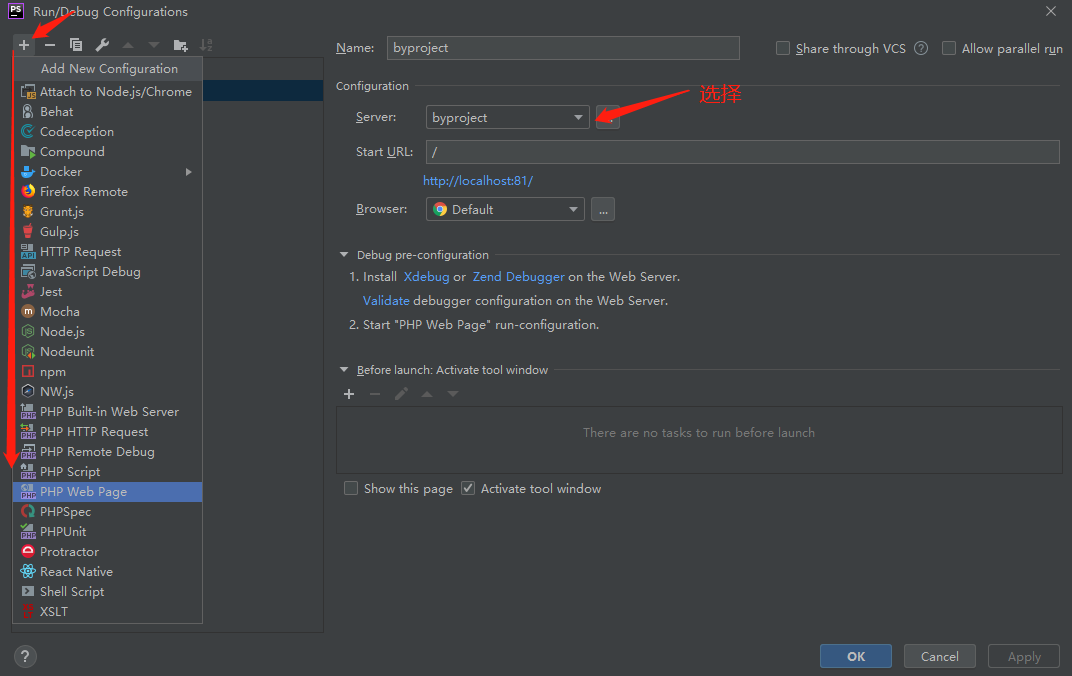 PS Run/Debug Configurations
Add New Configuration
Attach to Node.js/Chrome
Behat
Codeception
Compound
Docker
Firefox Remote
Grunt.js
Gulp.js
HTTP Request
JavaScript Debug
Jest
Mocha
Node.js
Nodeunit
npm
NW.js
PHP Built-in Web Server
PHP HTTP Request
PHP Remote Debug
PHP Script
PHP Web Page
PHPSpec
PHPUnit
Protractor
React Native
Shell Script
XSLT
Name: byproject Share through VCS ? Allow parallel run
Configuration
选择
Server: byproject
Start URL: /
http://localhost:81/
Browser: Default ...
Debug pre-configuration
1. Install Xdebug or Zend Debugger on the Web Server.
Validate debugger configuration on the Web Server.
2. Start "PHP Web Page" run-configuration.
Before launch: Activate tool window
There are no tasks to run before launch
Show this page Activate tool window
? OK Cancel Apply